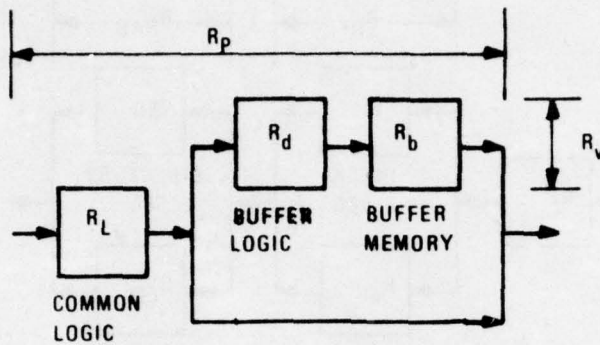 R_P
R_d
R_b
R_v
BUFFER
LOGIC
BUFFER
MEMORY
R_L
COMMON
LOGIC